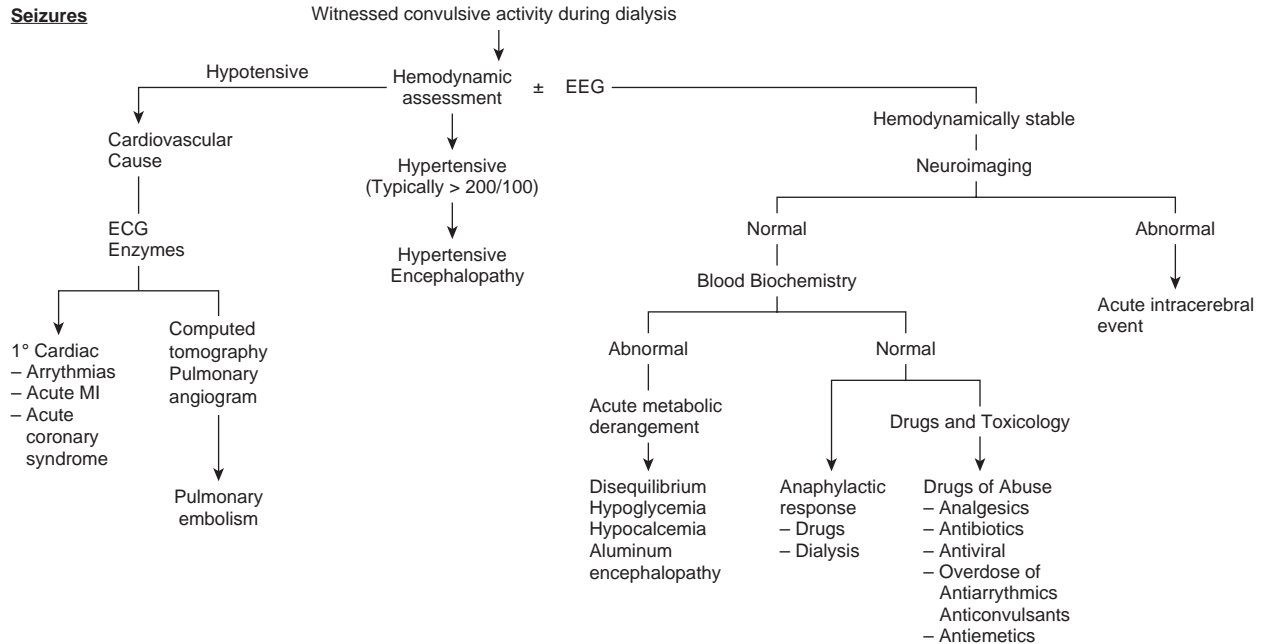 Seizures
Witnessed convulsive activity during dialysis
Hypotensive
Hemodynamic
assessment
± EEG
Cardiovascular
Cause
Hypertensive
(Typically > 200/100)
Hypertensive
Encephalopathy
ECG
Enzymes
1° Cardiac
– Arrythmias
– Acute MI
– Acute
coronary
syndrome
Computed
tomography
Pulmonary
angiogram
Pulmonary
embolism
Hemodynamically stable
Neuroimaging
Normal
Abnormal
Blood Biochemistry
Acute intracerebral
event
Abnormal
Normal
Acute metabolic
derangement
Drugs and Toxicology
Disequilibrium
Hypoglycemia
Hypocalcemia
Aluminum
encephalopathy
Anaphylactic
response
– Drugs
– Dialysis
Drugs of Abuse
– Analgesics
– Antibiotics
– Antiviral
– Overdose of
Antiarrythmics
Anticonvulsants
– Antiemetics